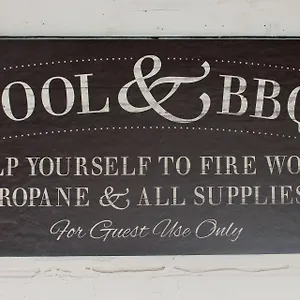 OOL & BBQ
LP YOURSELF TO FIRE WO
ROPANE & ALL SUPPLIES
For Guest Use Only